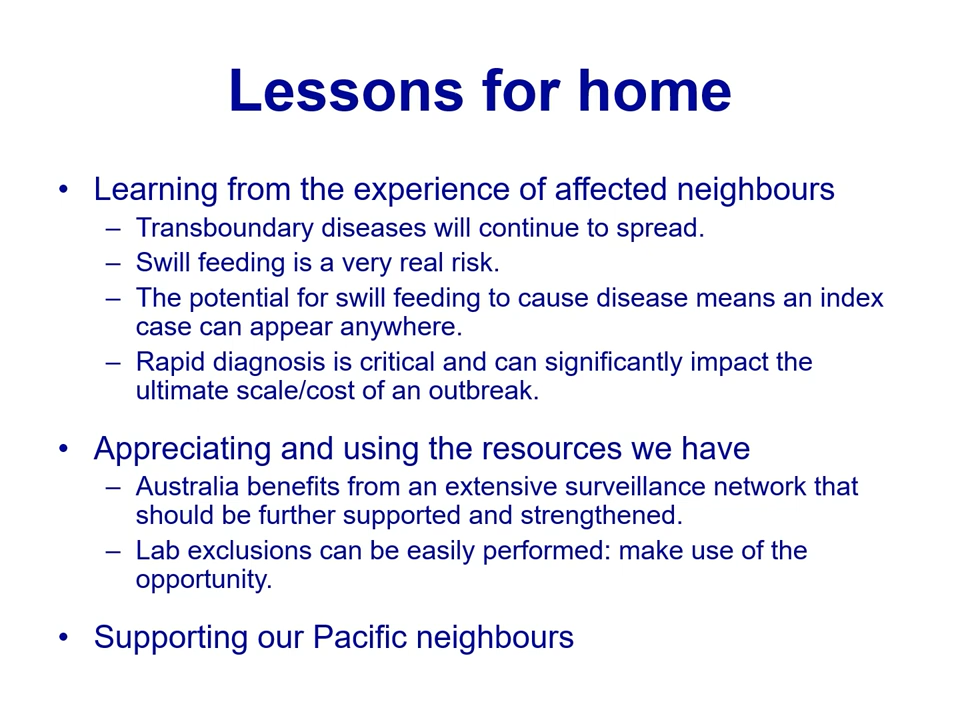 Lessons for home
• Learning from the experience of affected neighbours
– Transboundary diseases will continue to spread.
– Swill feeding is a very real risk.
– The potential for swill feeding to cause disease means an index
case can appear anywhere.
– Rapid diagnosis is critical and can significantly impact the
ultimate scale/cost of an outbreak.
• Appreciating and using the resources we have
– Australia benefits from an extensive surveillance network that
should be further supported and strengthened.
– Lab exclusions can be easily performed: make use of the
opportunity.
• Supporting our Pacific neighbours